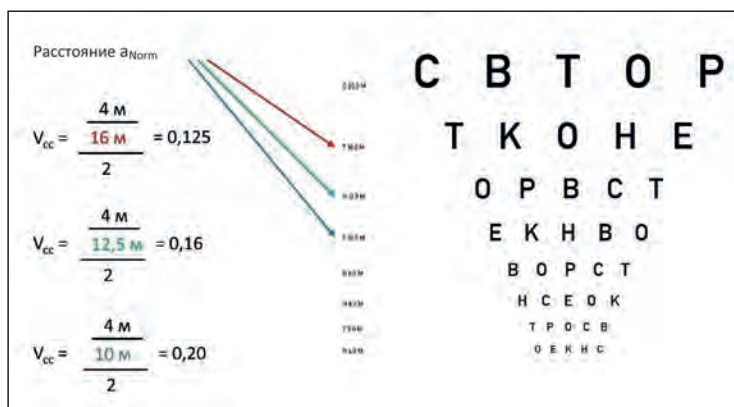 Расстояние aNorm
4 м
Vcc = 16 м = 0,125
2
4 м
Vcc = 12,5 м = 0,16
2
4 м
Vcc = 10 м = 0,20
2
С В Т О Р
Т К О Н Е
О Р В С Т
Е К Н В О
В О Р С Т
Н С Е О К
Т Р О С В
О Е К Н С